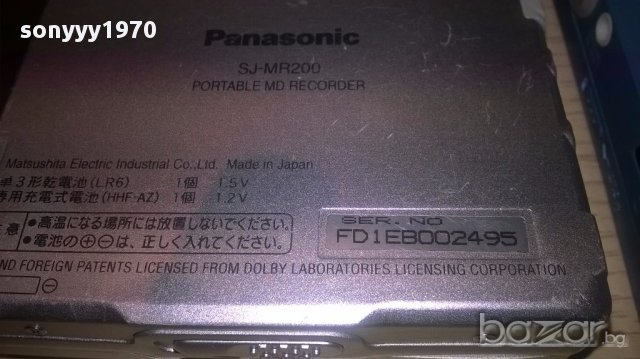 sonyyy1970
Panasonic
SJ-MR200
PORTABLE MD RECORDER
Matsushita Electric Industrial Co., Ltd. Made in Japan
単3形乾電池(LR6) 1個 1.5V
専用充電式電池(HHF-AZ) 1個 1.2V
●高温になる場所には放置しないでください。
●電池の⊕⊖は、正しく入れてください。
SER. NO
FD1EB002495
AND FOREIGN PATENTS LICENSED FROM DOLBY LABORATORIES LICENSING CORPORATION.
bazar.bg